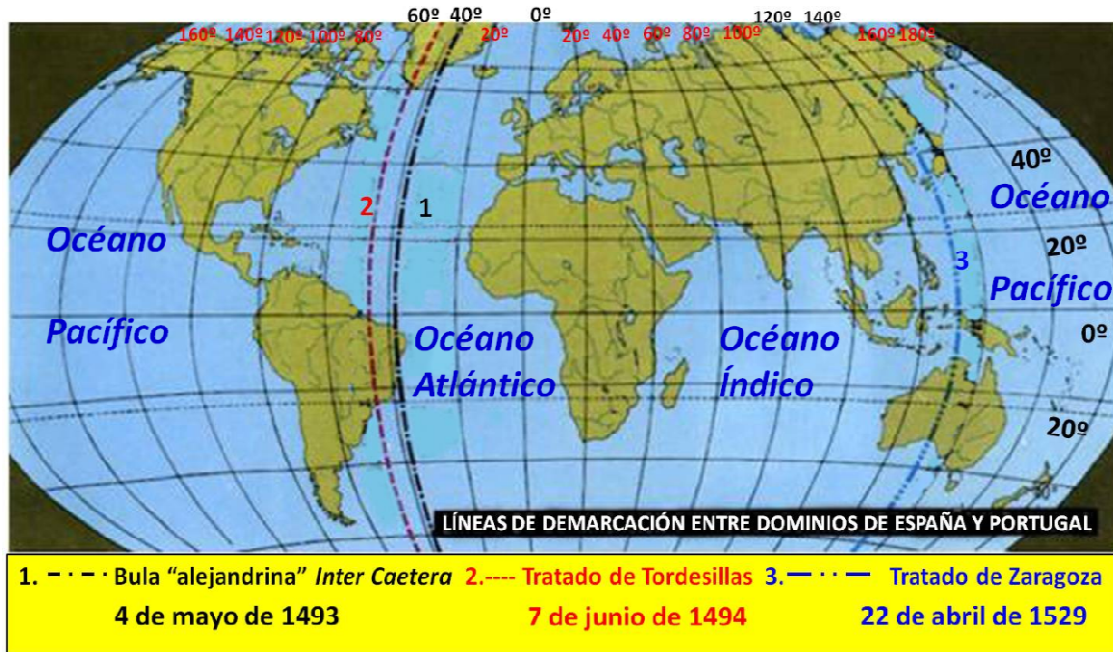 60º 40º 0º 120º 140º
160º 140º 120º 100º 80º 20º 20º 40º 60º 80º 100º 160º 180º
40º
2 1
Océano
Océano
20º
3
Pacífico
Pacífico
0º
Océano
Atlántico
Océano
Índico
20º
LÍNEAS DE DEMARCACIÓN ENTRE DOMINIOS DE ESPAÑA Y PORTUGAL
1. Bula “alejandrina” Inter Caetera 2.---- Tratado de Tordesillas 3. Tratado de Zaragoza
4 de mayo de 1493 7 de junio de 1494 22 de abril de 1529